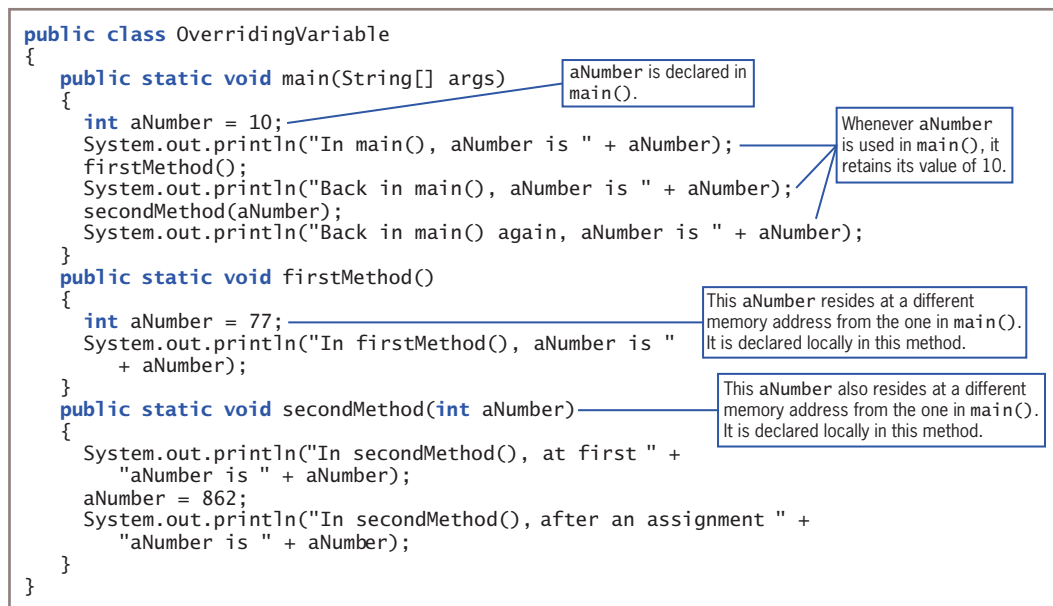 public class OverridingVariable
{
public static void main(String[] args)
{
aNumber is declared in
main().
int aNumber = 10;
System.out.println("In main(), aNumber is " + aNumber);
firstMethod();
System.out.println("Back in main(), aNumber is " + aNumber);
secondMethod(aNumber);
System.out.println("Back in main() again, aNumber is " + aNumber);
}
Whenever aNumber
is used in main(), it
retains its value of 10.
public static void firstMethod()
{
int aNumber = 77;
System.out.println("In firstMethod(), aNumber is "
+ aNumber);
}
This aNumber resides at a different
memory address from the one in main().
It is declared locally in this method.
public static void secondMethod(int aNumber)
{
System.out.println("In secondMethod(), at first " +
"aNumber is " + aNumber);
aNumber = 862;
System.out.println("In secondMethod(), after an assignment " +
"aNumber is " + aNumber);
}
}
This aNumber also resides at a different
memory address from the one in main().
It is declared locally in this method.